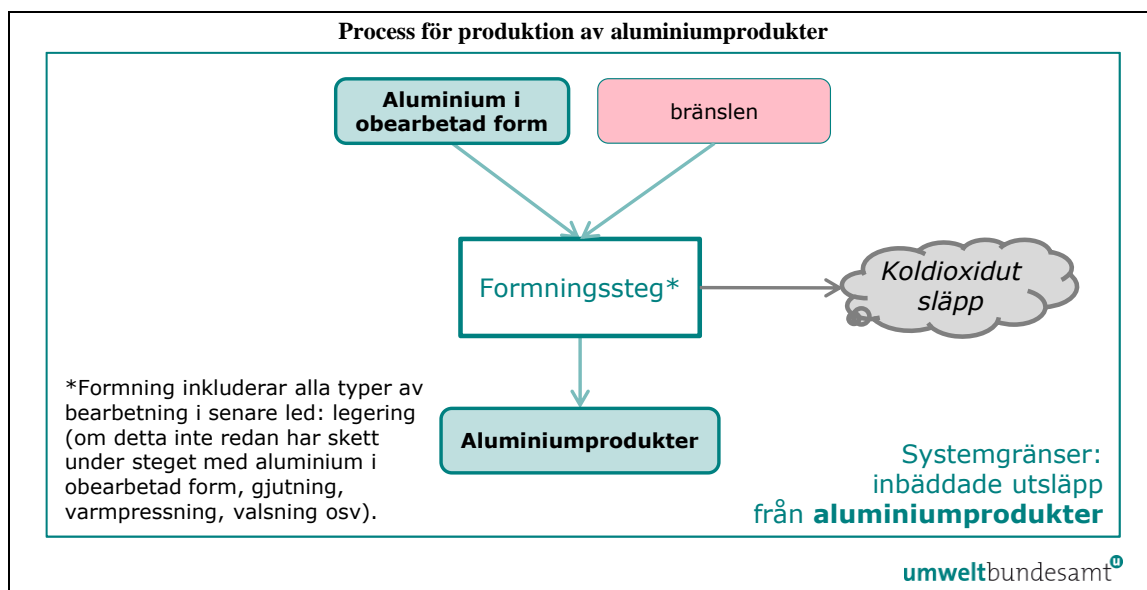 Process för produktion av aluminiumprodukter
Aluminium i
obearbetad form
bränslen
Formningssteg*
Koldioxidut
släpp
*Formning inkluderar alla typer av
bearbetning i senare led: legering
(om detta inte redan har skett
under steget med aluminium i
obearbetad form, gjutning,
varmpressning, valsning osv).
Aluminiumprodukter
Systemgränser:
inbäddade utsläpp
från aluminiumprodukter
umweltbundesamt u